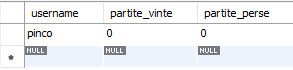 username partite_vinte partite_perse
pinco 0 0
NULL NULL NULL